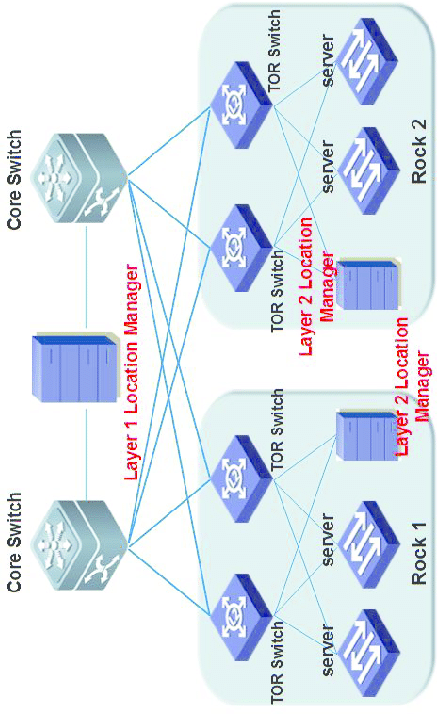 Core Switch
Core Switch
Layer 1 Location Manager
TOR Switch
TOR Switch
TOR Switch
TOR Switch
Layer 2 Location
Manager
server
server
server
server
Layer 2 Location
Manager
Rock 1
Rock 2